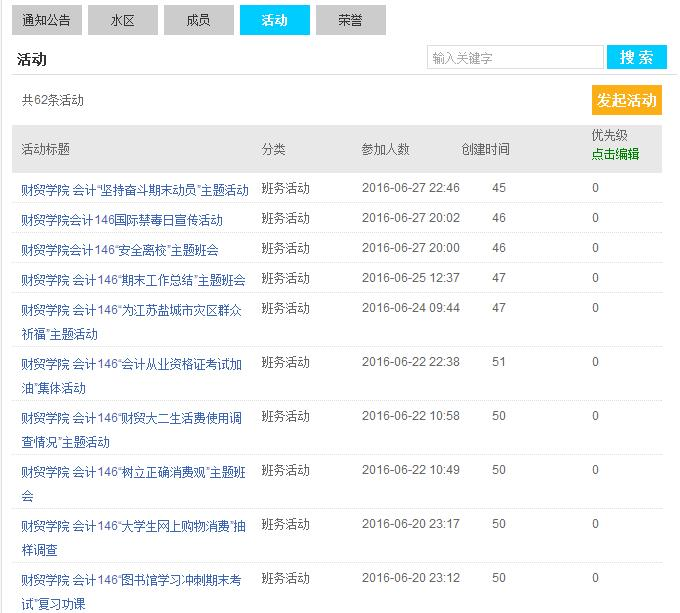 通知公告 水区 成员 活动 荣誉
活动 输入关键字 搜 索
共62条活动 发起活动
活动标题 分类 参加人数 创建时间 优先级
点击编辑
财贸学院 会计“坚持奋斗期末动员”主题活动 班务活动 2016-06-27 22:46 45 0
财贸学院会计146国际禁毒日宣传活动 班务活动 2016-06-27 20:02 46 0
财贸学院会计146“安全离校”主题班会 班务活动 2016-06-27 20:00 46 0
财贸学院 会计146“期末工作总结”主题班会 班务活动 2016-06-25 12:37 47 0
财贸学院 会计146“为江苏盐城市灾区群众 班务活动 2016-06-24 09:44 47 0
祈福”主题活动
财贸学院 会计146“会计从业资格证考试加 班务活动 2016-06-22 22:38 51 0
油”集体活动
财贸学院 会计146“财贸大二生活费使用调 班务活动 2016-06-22 10:58 50 0
查情况”主题活动
财贸学院 会计146“树立正确消费观”主题班 班务活动 2016-06-22 10:49 50 0
会
财贸学院 会计146“大学生网上购物消费”抽 班务活动 2016-06-20 23:17 50 0
样调查
财贸学院 会计146“图书馆学习冲刺期末考 班务活动 2016-06-20 23:12 50 0
试”复习功课